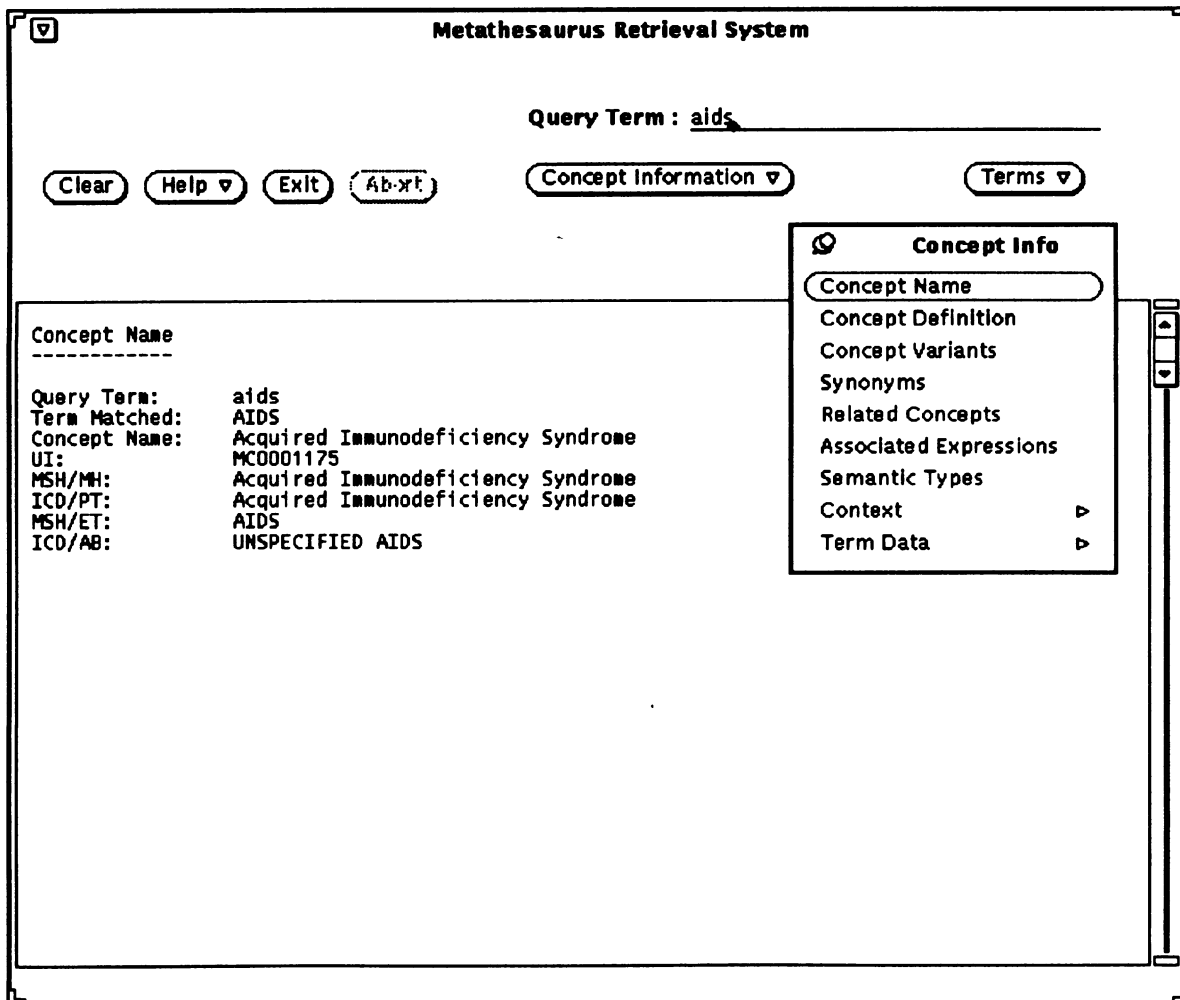 Metathesaurus Retrieval System
Query Term : aids
Clear Help Exit Abort Concept Information Terms
Concept Info
Concept Name
Concept Definition
Concept Variants
Synonyms
Related Concepts
Associated Expressions
Semantic Types
Context
Term Data
Concept Name
-------------
Query Term: aids
Term Matched: AIDS
Concept Name: Acquired Immunodeficiency Syndrome
UI: MC0001175
MSH/MH: Acquired Immunodeficiency Syndrome
ICD/PT: Acquired Immunodeficiency Syndrome
MSH/ET: AIDS
ICD/AB: UNSPECIFIED AIDS